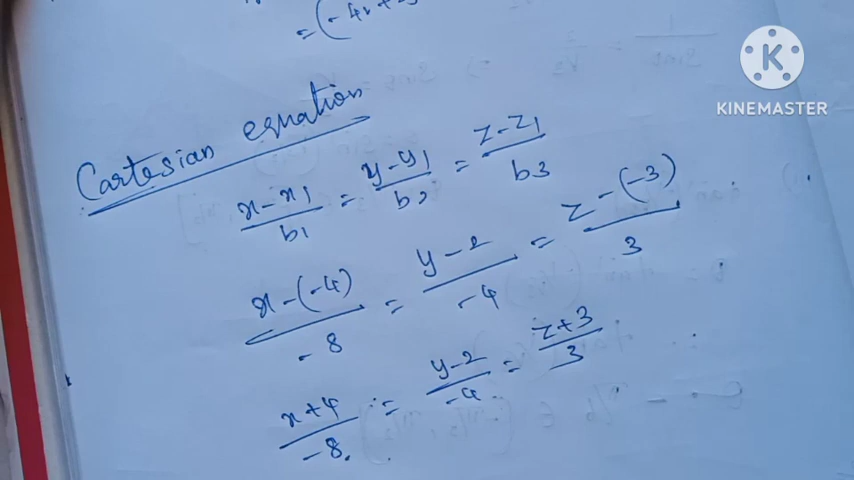 = (-4i +
Cartesian equation
x-x1/b1 = y-y1/b2 = z-z1/b3
x-(-4)/-8 = y-2/-4 = z-(-3)/3
x+4/-8 = y-2/-4 = z+3/3
KINEMASTER